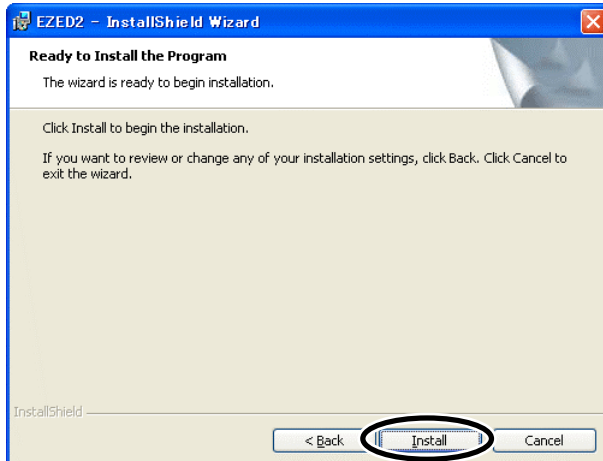 EZED2 - InstallShield Wizard
Ready to Install the Program
The wizard is ready to begin installation.
Click Install to begin the installation.
If you want to review or change any of your installation settings, click Back. Click Cancel to
exit the wizard.
InstallShield
< Back Install Cancel